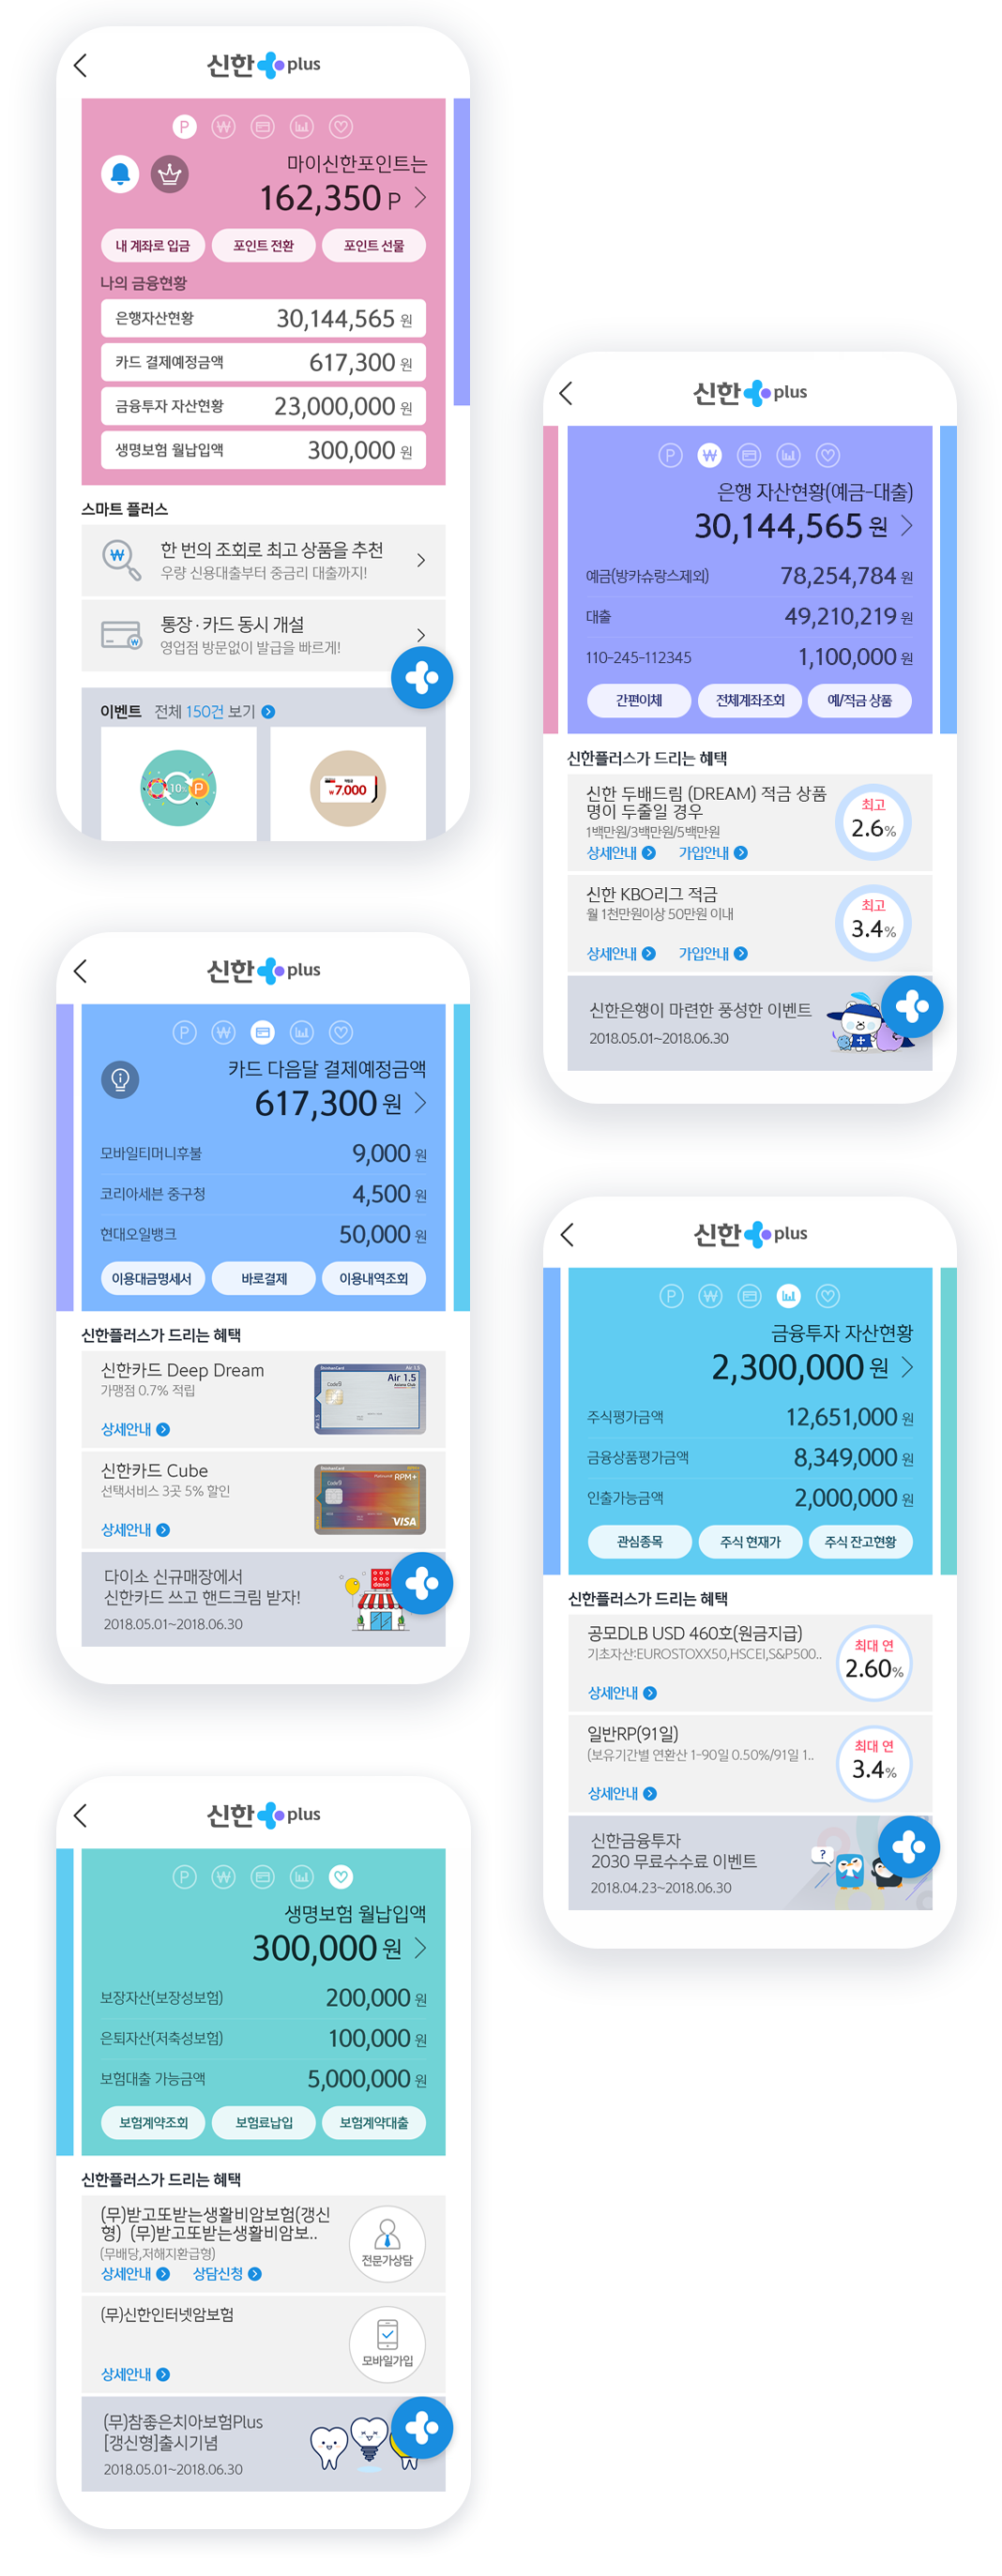 신한 plus
P
마이신한포인트는
162,350 P
내 계좌로 입금
포인트 전환
포인트 선물
나의 금융현황
은행자산현황 30,144,565 원
카드 결제예정금액 617,300 원
금융투자 자산현황 23,000,000 원
생명보험 월납입액 300,000 원
스마트 플러스
한 번의 조회로 최고 상품을 추천
우량 신용대출부터 중금리 대출까지!
통장 · 카드 동시 개설
영업점 방문없이 발급을 빠르게!
이벤트 전체 150건 보기
10 P
₩7,000
신한 plus
P
은행 자산현황(예금-대출)
30,144,565 원
예금(방카슈랑스제외) 78,254,784 원
대출 49,210,219 원
110-245-112345 1,100,000 원
간편이체
전체계좌조회
예/적금 상품
신한플러스가 드리는 혜택
신한 두배드림 (DREAM) 적금 상품
명이 두줄일 경우
1백만원/3백만원/5백만원
상세안내 가입안내
최고
2.6%
신한 KBO리그 적금
월 1천만원이상 50만원 이내
상세안내 가입안내
최고
3.4%
신한은행이 마련한 풍성한 이벤트
2018.05.01~2018.06.30
신한 plus
P
카드 다음달 결제예정금액
617,300 원
모바일티머니후불 9,000 원
코리아세븐 중구청 4,500 원
현대오일뱅크 50,000 원
이용대금명세서
바로결제
이용내역조회
신한플러스가 드리는 혜택
신한카드 Deep Dream
가맹점 0.7% 적립
상세안내
Air 1.5
신한카드 Cube
선택서비스 3곳 5% 할인
상세안내
RPM+
VISA
다이소 신규매장에서
신한카드 쓰고 핸드크림 받자!
2018.05.01~2018.06.30
daiso
신한 plus
P
금융투자 자산현황
2,300,000 원
주식평가금액 12,651,000 원
금융상품평가금액 8,349,000 원
인출가능금액 2,000,000 원
관심종목
주식 현재가
주식 잔고현황
신한플러스가 드리는 혜택
공모DLB USD 460호(원금지급)
기초자산:EUROSTOXX50,HSCEI,S&P500..
상세안내
최대 연
2.60%
일반RP(91일)
(보유기간별 연환산 1-90일 0.50%/91일 1..
상세안내
최대 연
3.4%
신한금융투자
2030 무료수수료 이벤트
2018.04.23~2018.06.30
?
신한 plus
P
생명보험 월납입액
300,000 원
보장자산(보장성보험) 200,000 원
은퇴자산(저축성보험) 100,000 원
보험대출 가능금액 5,000,000 원
보험계약조회
보험료납입
보험계약대출
신한플러스가 드리는 혜택
(무)받고또받는생활비암보험(갱신
형) (무)받고또받는생활비암보..
(무배당,저해지환급형)
상세안내 상담신청
전문가상담
(무)신한인터넷암보험
상세안내
모바일가입
(무)참좋은치아보험Plus
[갱신형]출시기념
2018.05.01~2018.06.30